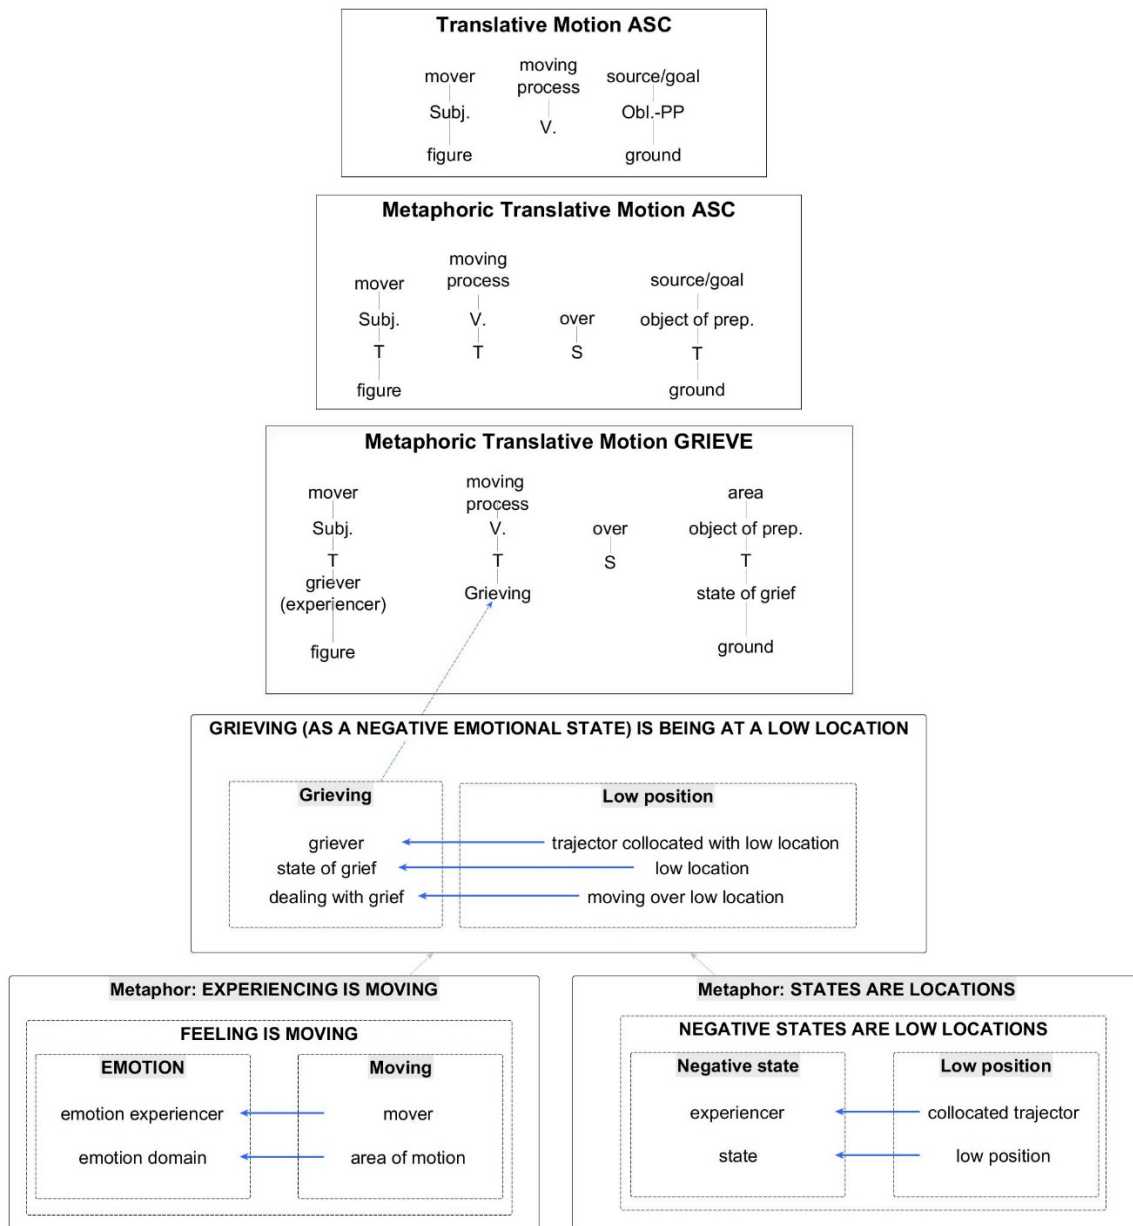 Translative Motion ASC
mover
moving
process
source/goal
Subj.
V.
Obl.-PP
figure
ground
Metaphoric Translative Motion ASC
mover
moving
process
source/goal
Subj.
V.
over
object of prep.
T
T
S
T
figure
ground
Metaphoric Translative Motion GRIEVE
mover
moving
process
area
Subj.
V.
over
object of prep.
T
T
S
T
griever
(experiencer)
Grieving
state of grief
figure
ground
GRIEVING (AS A NEGATIVE EMOTIONAL STATE) IS BEING AT A LOW LOCATION
Grieving
Low position
griever
trajector collocated with low location
state of grief
low location
dealing with grief
moving over low location
Metaphor: EXPERIENCING IS MOVING
FEELING IS MOVING
EMOTION
Moving
emotion experiencer
mover
emotion domain
area of motion
Metaphor: STATES ARE LOCATIONS
NEGATIVE STATES ARE LOW LOCATIONS
Negative state
Low position
experiencer
collocated trajector
state
low position